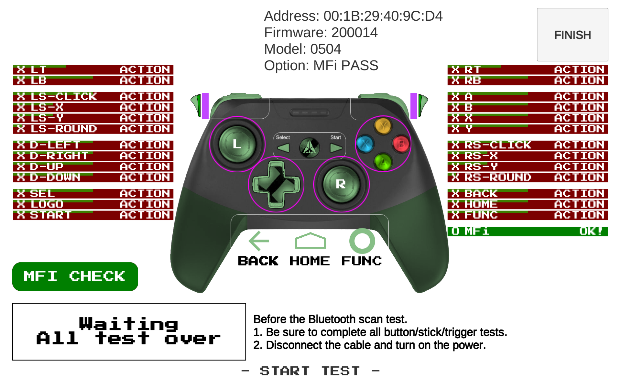 Address: 00:1B:29:40:9C:D4
Firmware: 200014
Model: 0504
Option: MFi PASS
FINISH
X LT ACTION
X LB ACTION
X LS-CLICK ACTION
X LS-X ACTION
X LS-Y ACTION
X LS-ROUND ACTION
X D-LEFT ACTION
X D-RIGHT ACTION
X D-UP ACTION
X D-DOWN ACTION
X SEL ACTION
X LOGO ACTION
X START ACTION
X RT ACTION
X RB ACTION
X A ACTION
X B ACTION
X X ACTION
X Y ACTION
X RS-CLICK ACTION
X RS-X ACTION
X RS-Y ACTION
X RS-ROUND ACTION
X BACK ACTION
X HOME ACTION
X FUNC ACTION
O MFi OK!
Select
Start
L
R
BACK HOME FUNC
MFI CHECK
Waiting
All test over
Before the Bluetooth scan test.
1. Be sure to complete all button/stick/trigger tests.
2. Disconnect the cable and turn on the power.
- START TEST -